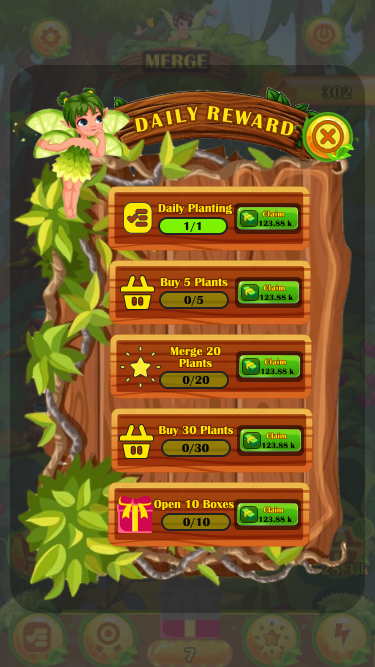 MERGE
302
DAILY REWARD
Daily Planting
1/1
Claim
123.88 k
Buy 5 Plants
0/5
Claim
123.88 k
Merge 20
Plants
0/20
Claim
123.88 k
Buy 30 Plants
0/30
Claim
123.88 k
Open 10 Boxes
0/10
Claim
123.88 k
7